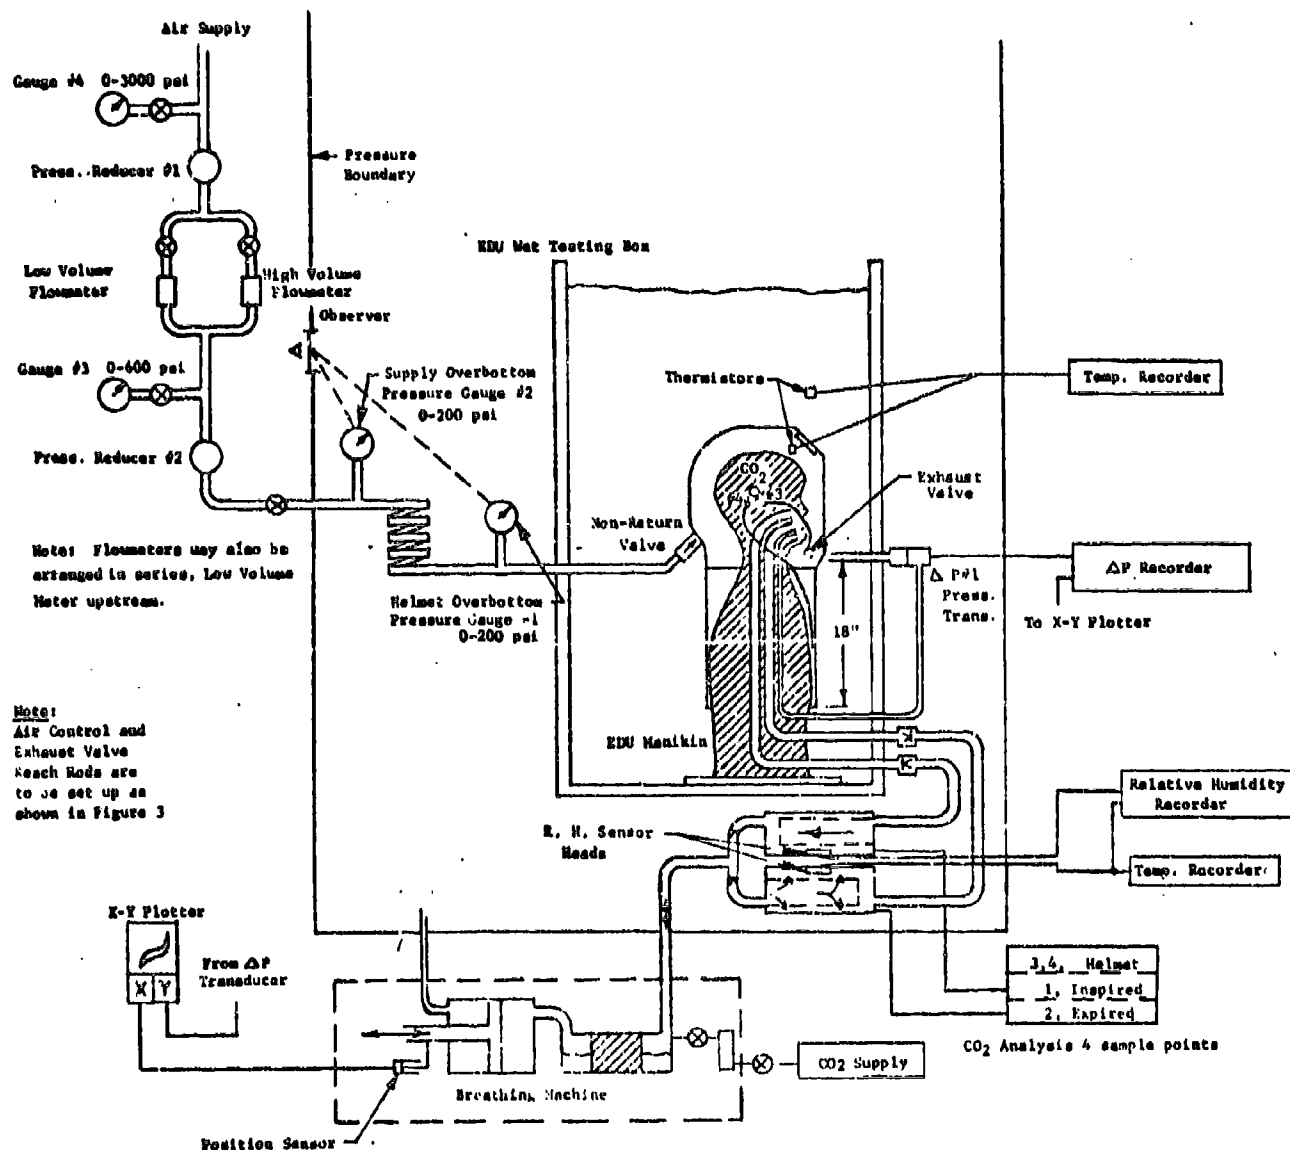 Air Supply
Gauge #4 0-3000 psi
Press. Reducer #1
Pressure
Boundary
EDU Wet Testing Box
Low Volume
Flowmeter
High Volume
Flowmeter
Observer
Gauge #3 0-600 psi
Supply Overbottom
Pressure Gauge #2
0-200 psi
Thermistors
Temp. Recorder
Press. Reducer #2
CO2
#4 #3
Exhaust
Valve
Non-Return
Valve
Note: Flowmeters may also be
arranged in series, Low Volume
Meter upstream.
Δ P#1
Press.
Trans.
ΔP Recorder
To X-Y Plotter
Helmet Overbottom
Pressure Gauge #1
0-200 psi
18"
Note:
Air Control and
Exhaust Valve
Reach Rods are
to be set up as
shown in Figure 3
EDU Manikin
Relative Humidity
Recorder
R. H. Sensor
Heads
Temp. Recorder
X-Y Plotter
X Y
From ΔP
Transducer
3,4, Helmet
1, Inspired
2, Expired
CO2 Analysis 4 sample points
CO2 Supply
Breathing Machine
Position Sensor